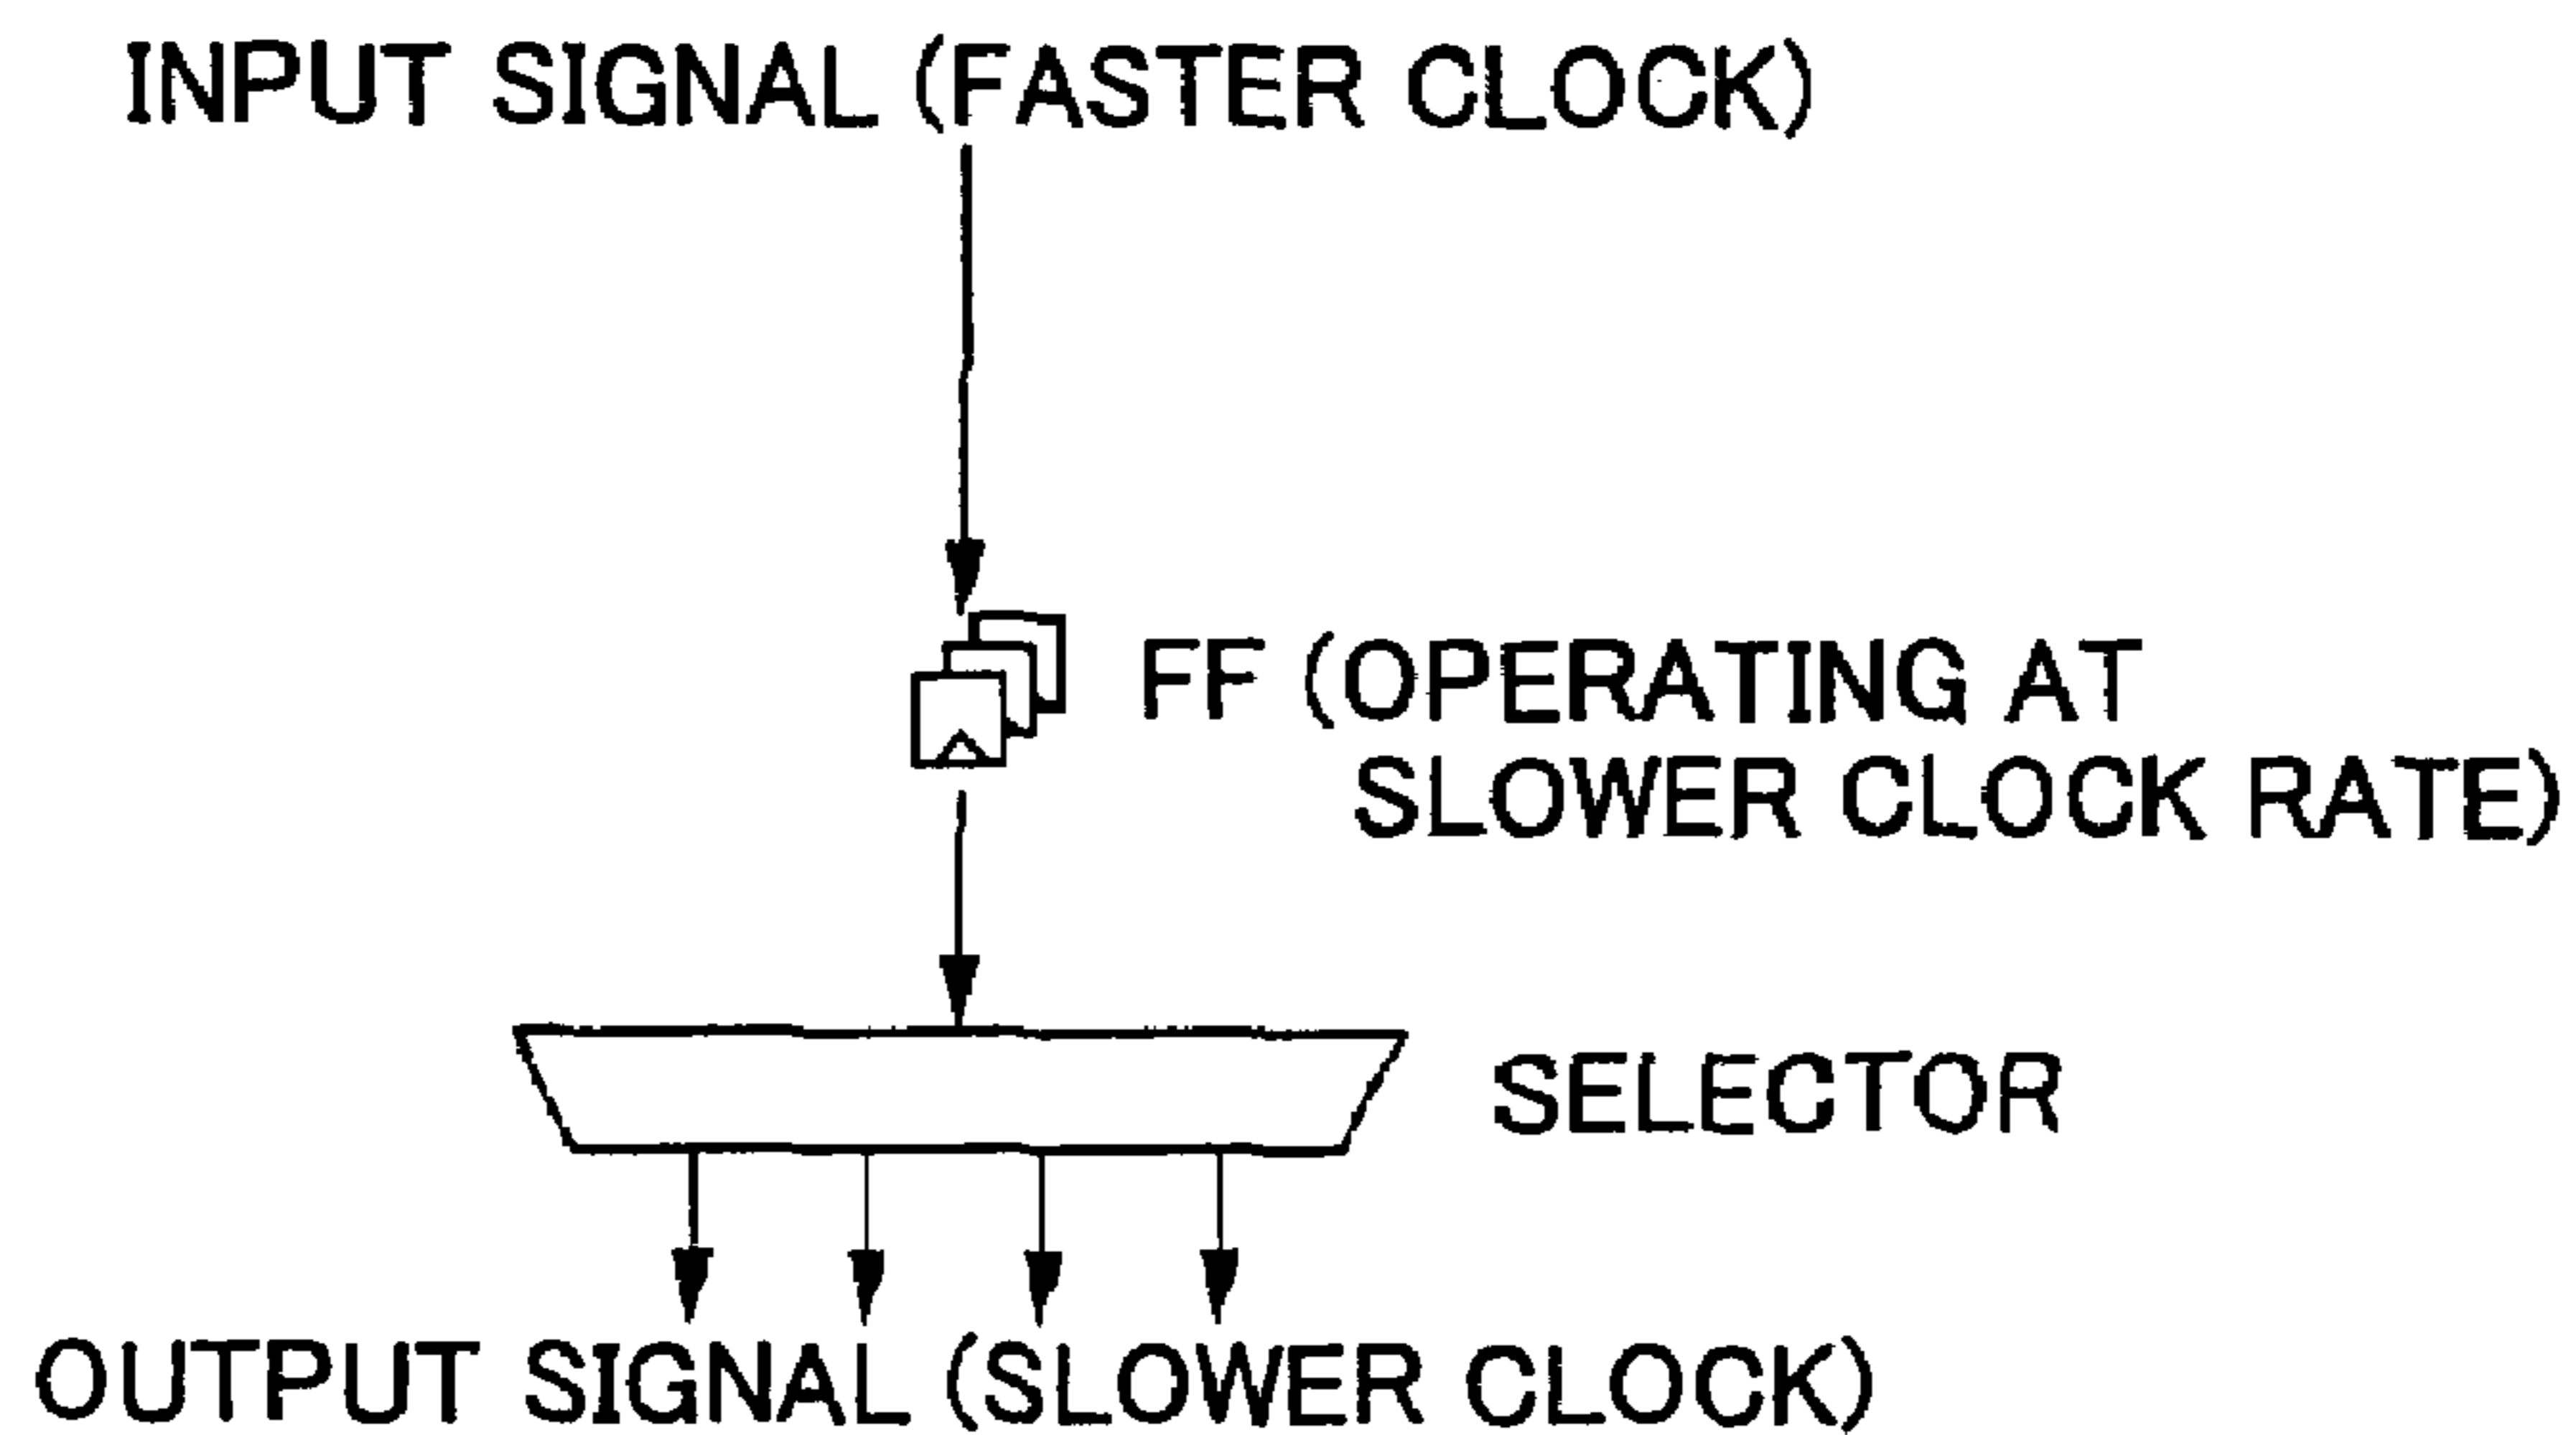 INPUT SIGNAL (FASTER CLOCK)
FF (OPERATING AT
SLOWER CLOCK RATE)
SELECTOR
OUTPUT SIGNAL (SLOWER CLOCK)